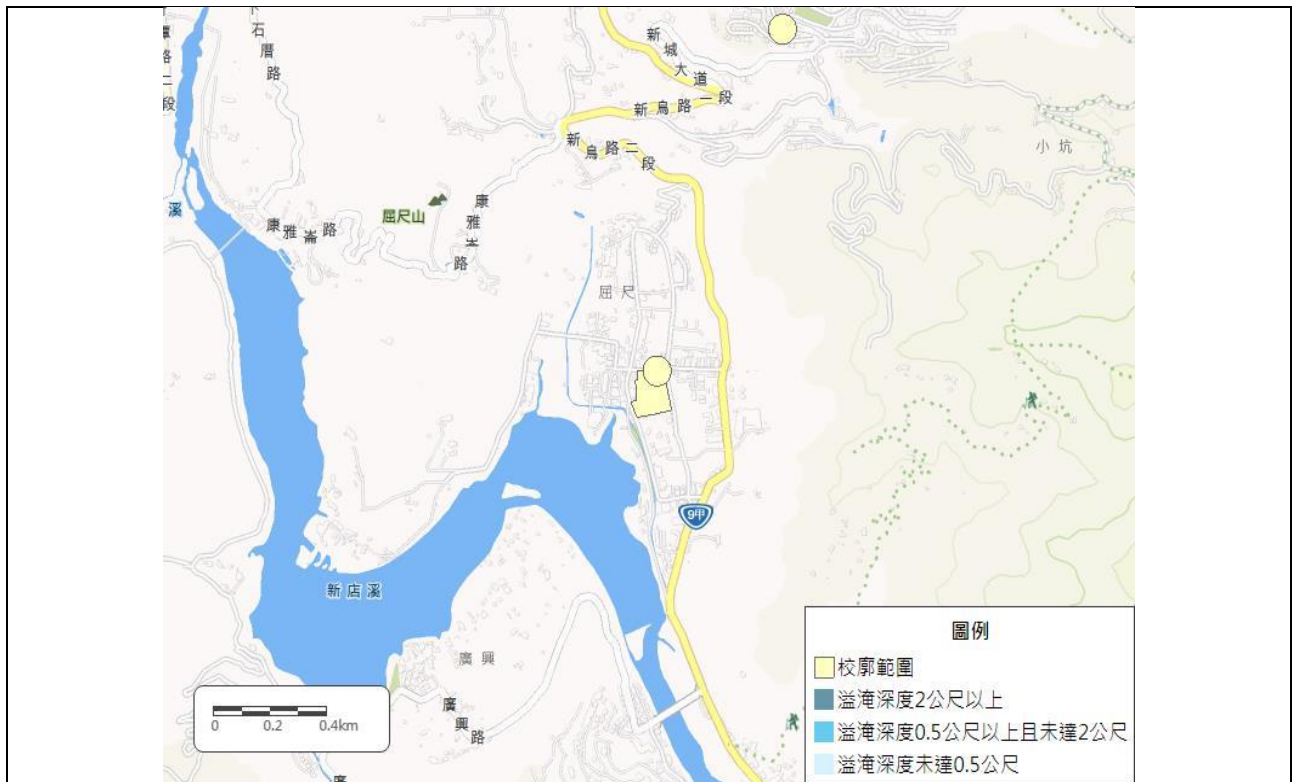 石厝路
路二段
新城大道
新烏路一段
新烏路二段
小坑
溪
康雅崙路
屈尺山
康雅
路
屈尺
9甲
新店溪
廣興
廣興路
0 0.2 0.4km
圖例
校廓範圍
溢淹深度2公尺以上
溢淹深度0.5公尺以上且未達2公尺
溢淹深度未達0.5公尺